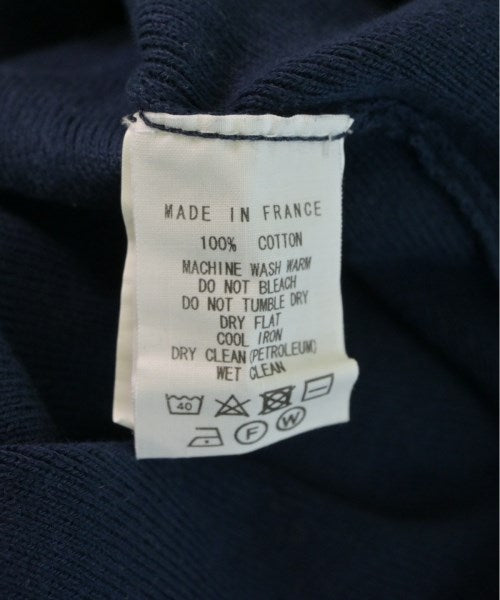 MADE IN FRANCE
100% COTTON
MACHINE WASH WARM
DO NOT BLEACH
DO NOT TUMBLE DRY
DRY FLAT
COOL IRON
DRY CLEAN(PETROLEUM)
WET CLEAN
40
F W